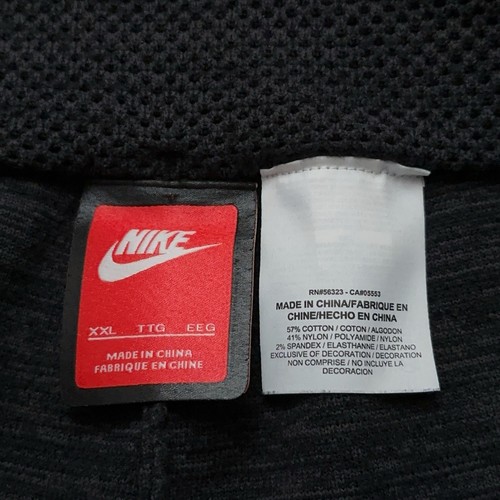 NIKE
XXL TTG EEG
MADE IN CHINA
FABRIQUE EN CHINE
RN#56323 - CA#05553
MADE IN CHINA/FABRIQUE EN
CHINE/HECHO EN CHINA
57% COTTON / COTON / ALGODON
41% NYLON / POLYAMIDE / NYLON
2% SPANDEX / ELASTHANNE / ELASTANO
EXCLUSIVE OF DECORATION / DECORATION
NON COMPRISE / NO INCLUYE LA
DECORACION